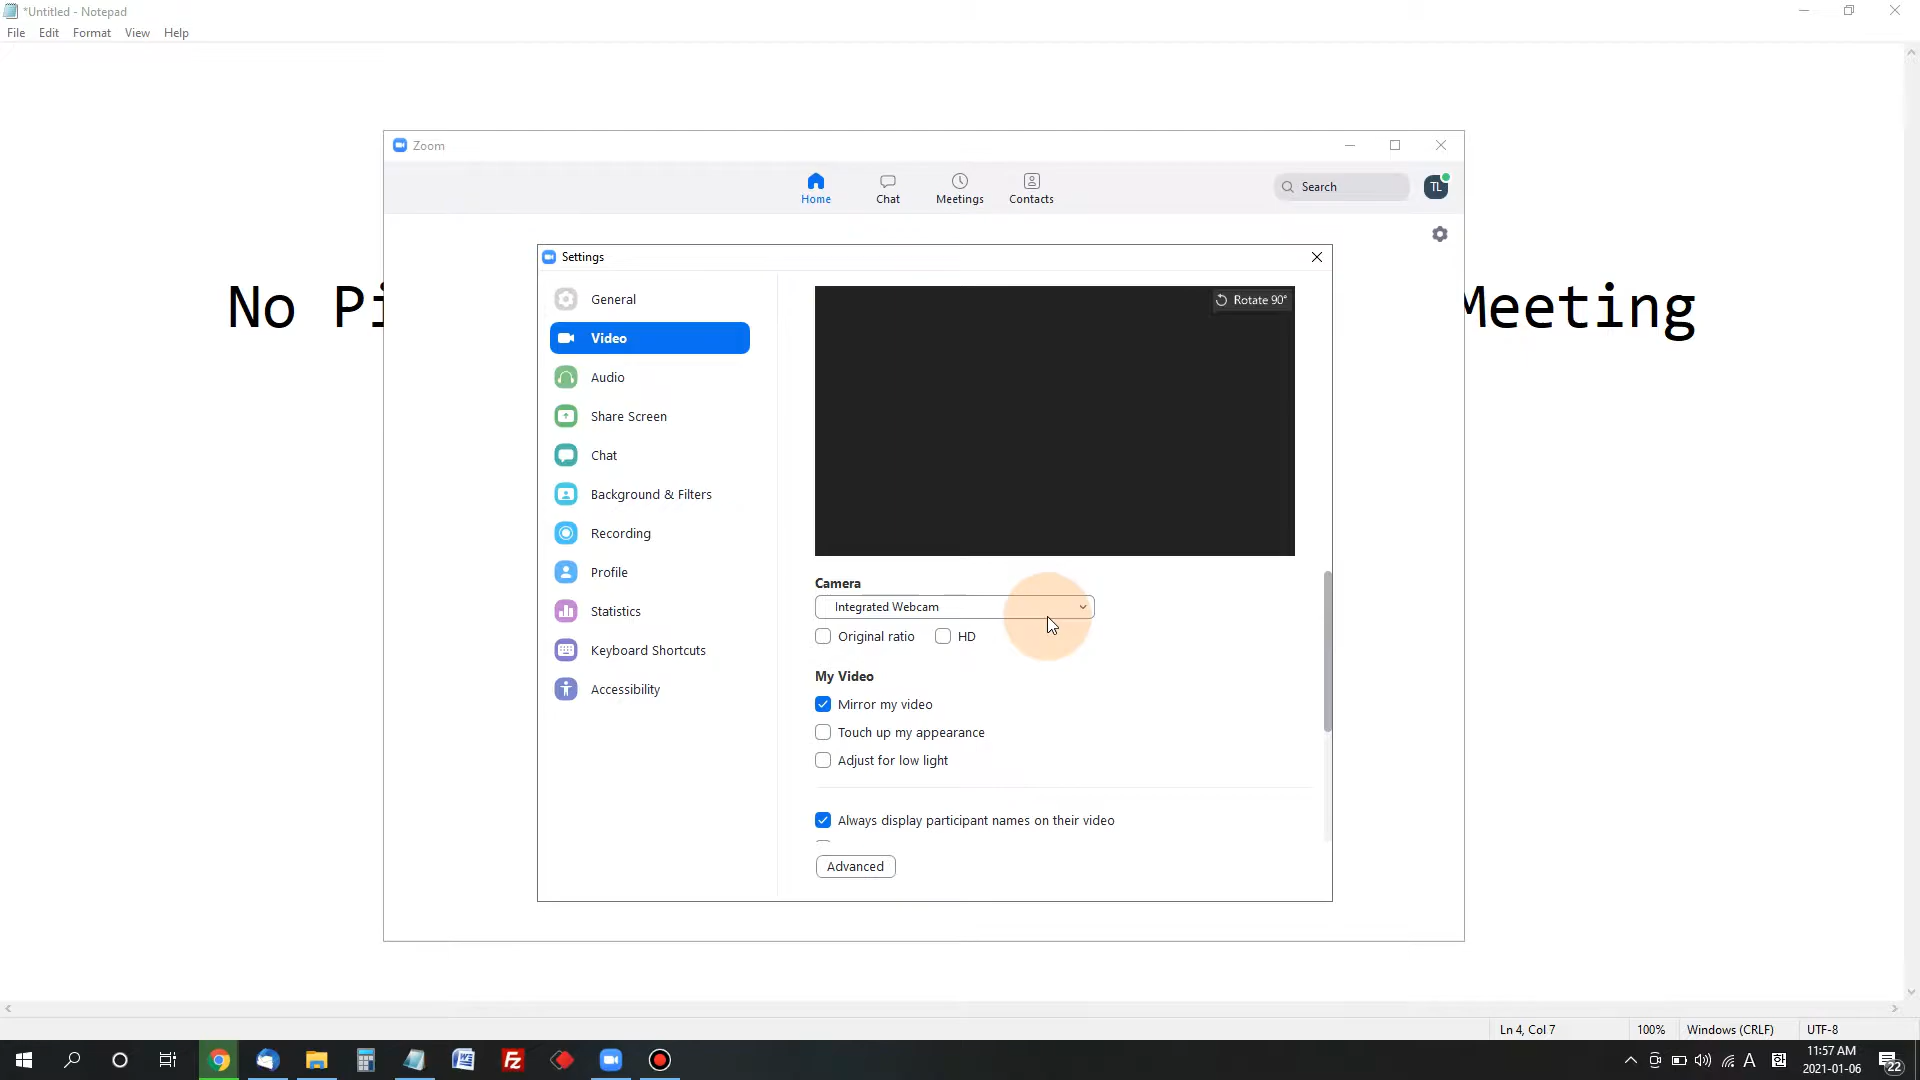 *Untitled - Notepad
File Edit Format View Help
Zoom
Home Chat Meetings Contacts
Search
TL
No Pi
Meeting
Settings
General
Video
Audio
Share Screen
Chat
Background & Filters
Recording
Profile
Statistics
Keyboard Shortcuts
Accessibility
Rotate 90°
Camera
Integrated Webcam
Original ratio HD
My Video
Mirror my video
Touch up my appearance
Adjust for low light
Always display participant names on their video
Advanced
Ln 4, Col 7 100% Windows (CRLF) UTF-8
A
11:57 AM
2021-01-06
22